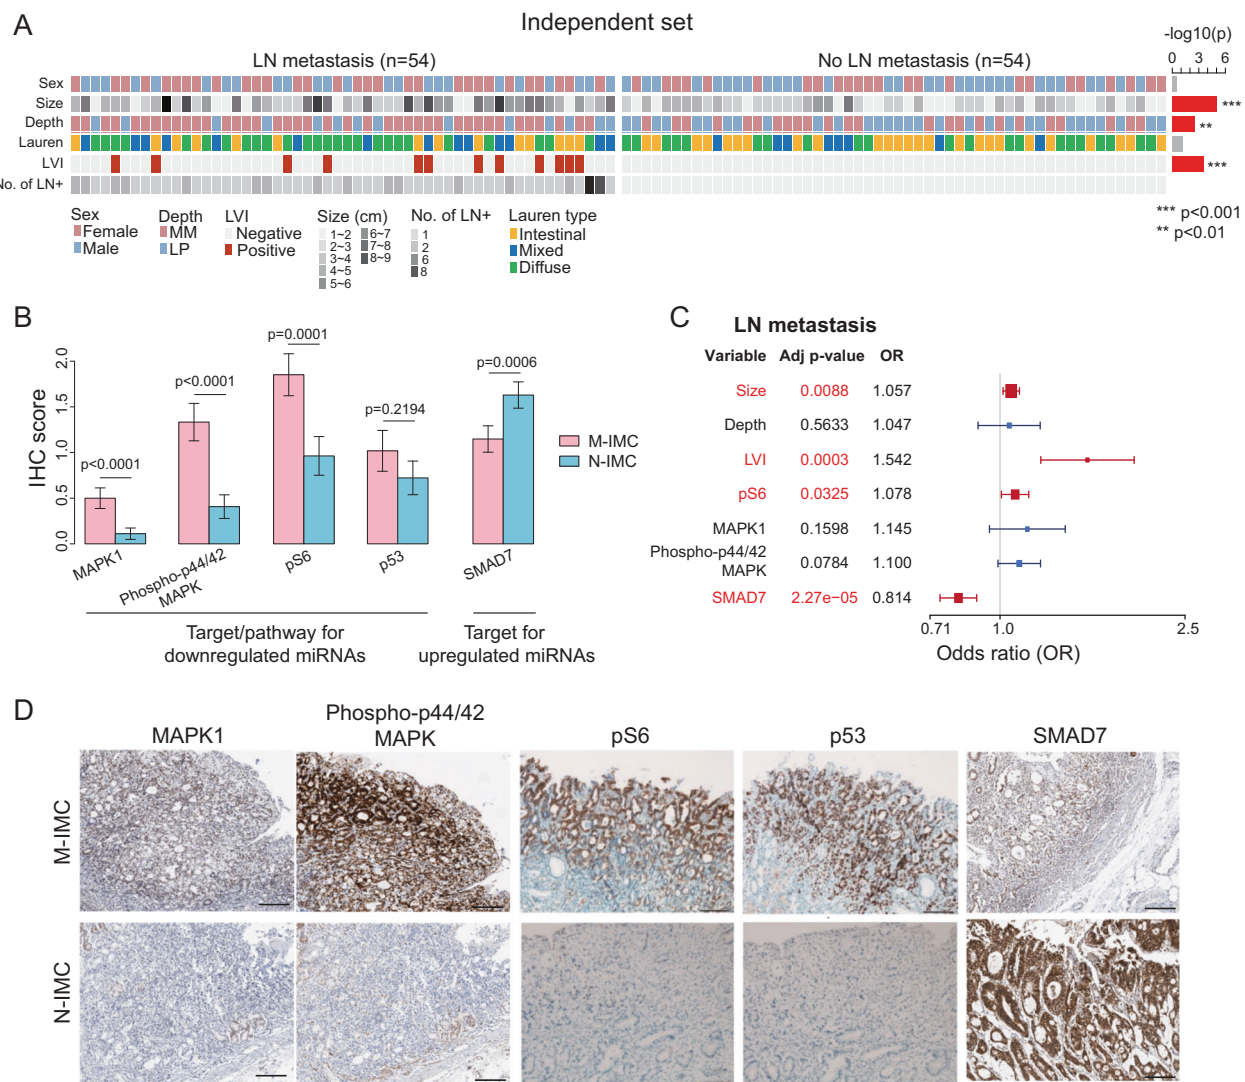 A
Independent set
LN metastasis (n=54)
No LN metastasis (n=54)
-log10(p)
0 3 6
Sex
Size
***
Depth
**
Lauren
LVI
***
No. of LN+
Sex
Female
Male
Depth
MM
LP
LVI
Negative
Positive
Size (cm)
1~2
2~3
3~4
4~5
5~6
6~7
7~8
8~9
No. of LN+
1
2
6
8
Lauren type
Intestinal
Mixed
Diffuse
*** p<0.001
** p<0.01
B
IHC score
0.0 0.5 1.0 1.5 2.0
p<0.0001
p<0.0001
p=0.0001
p=0.2194
p=0.0006
M-IMC
N-IMC
MAPK1
Phospho-p44/42
MAPK
pS6
p53
SMAD7
Target/pathway for
downregulated miRNAs
Target for
upregulated miRNAs
C
LN metastasis
Variable Adj p-value OR
Size 0.0088 1.057
Depth 0.5633 1.047
LVI 0.0003 1.542
pS6 0.0325 1.078
MAPK1 0.1598 1.145
Phospho-p44/42
MAPK 0.0784 1.100
SMAD7 2.27e−05 0.814
0.71 1.0 2.5
Odds ratio (OR)
D
MAPK1
Phospho-p44/42
MAPK
pS6
p53
SMAD7
M-IMC
N-IMC